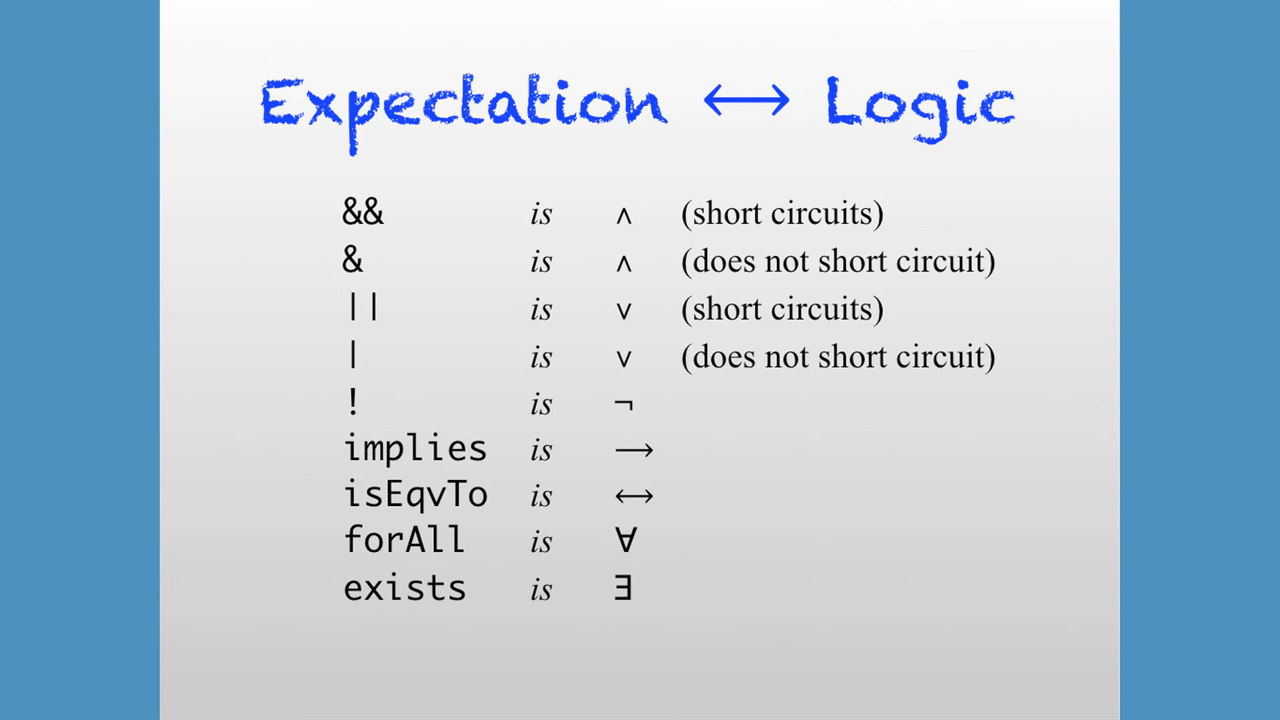 Expectation ⟷ Logic
&& is ∧ (short circuits)
& is ∧ (does not short circuit)
|| is ∨ (short circuits)
| is ∨ (does not short circuit)
! is ¬
implies is ⟶
isEqvTo is ⟷
forAll is ∀
exists is ∃